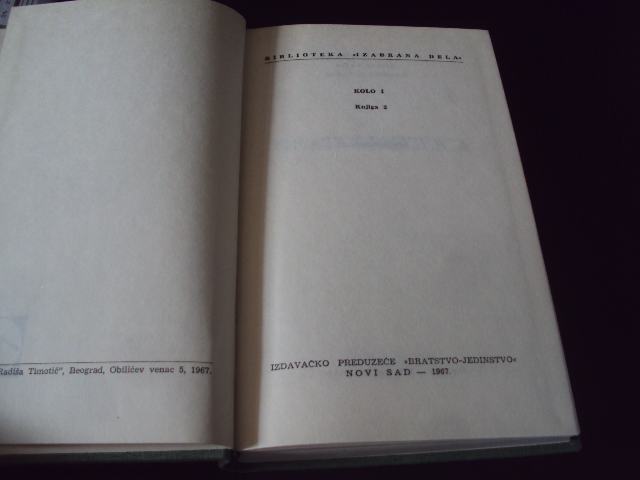 Radiša Timotić", Beograd, Obilićev venac 5, 1967.
BIBLIOTEKA »IZABRANA DELA«
KOLO I
Knjiga 2
IZDAVAČKO PREDUZEĆE »BRATSTVO-JEDINSTVO«
NOVI SAD — 1967.